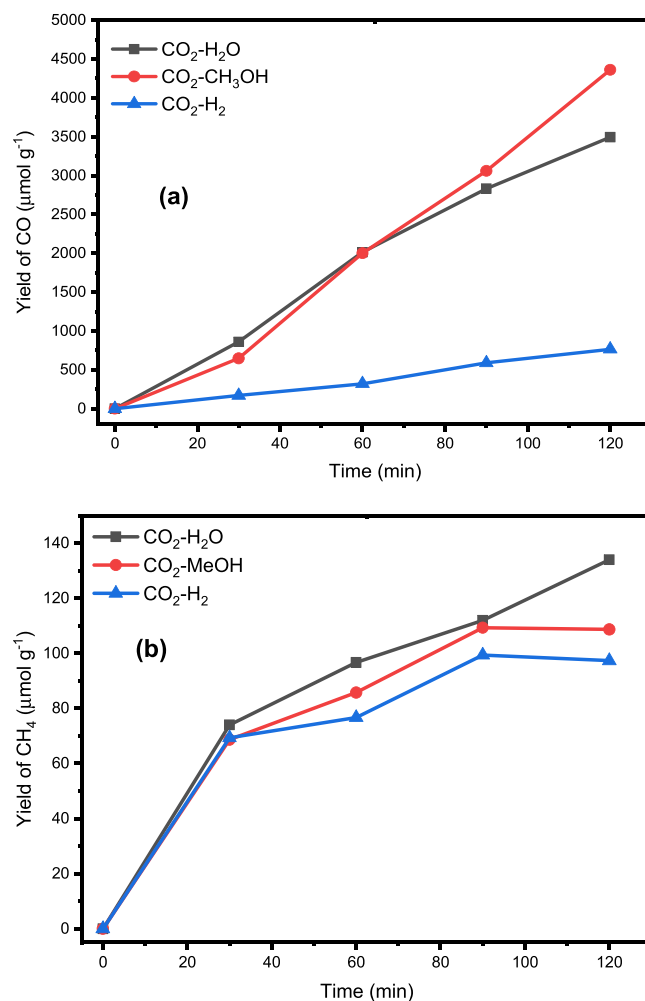 5000
4500
4000
3500
3000
2500
2000
1500
1000
500
0
Yield of CO (μmol g⁻¹)
CO₂-H₂O
CO₂-CH₃OH
CO₂-H₂
(a)
0 20 40 60 80 100 120
Time (min)
140
120
100
80
60
40
20
0
Yield of CH₄ (μmol g⁻¹)
CO₂-H₂O
CO₂-MeOH
CO₂-H₂
(b)
0 20 40 60 80 100 120
Time (min)